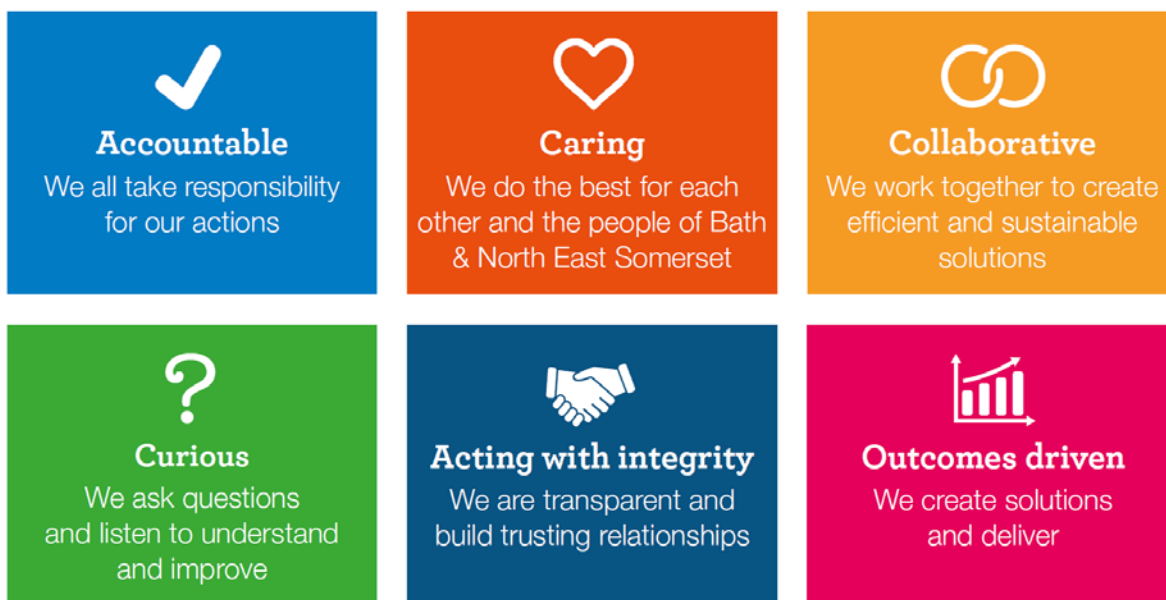 Accountable
We all take responsibility
for our actions
Caring
We do the best for each
other and the people of Bath
& North East Somerset
Collaborative
We work together to create
efficient and sustainable
solutions
?
Curious
We ask questions
and listen to understand
and improve
Acting with integrity
We are transparent and
build trusting relationships
Outcomes driven
We create solutions
and deliver